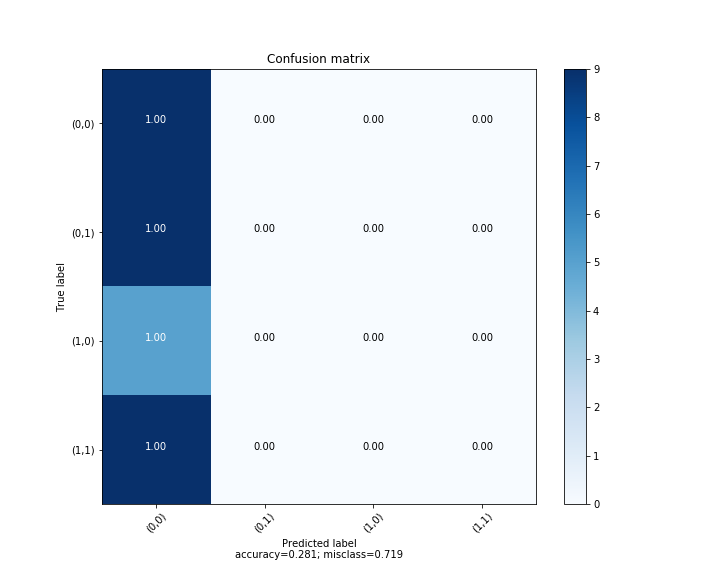 Confusion matrix
(0,0) 1.00 0.00 0.00 0.00
(0,1) 1.00 0.00 0.00 0.00
(1,0) 1.00 0.00 0.00 0.00
(1,1) 1.00 0.00 0.00 0.00
True label
(0,0) (0,1) (1,0) (1,1)
Predicted label
accuracy=0.281; misclass=0.719
9
8
7
6
5
4
3
2
1
0